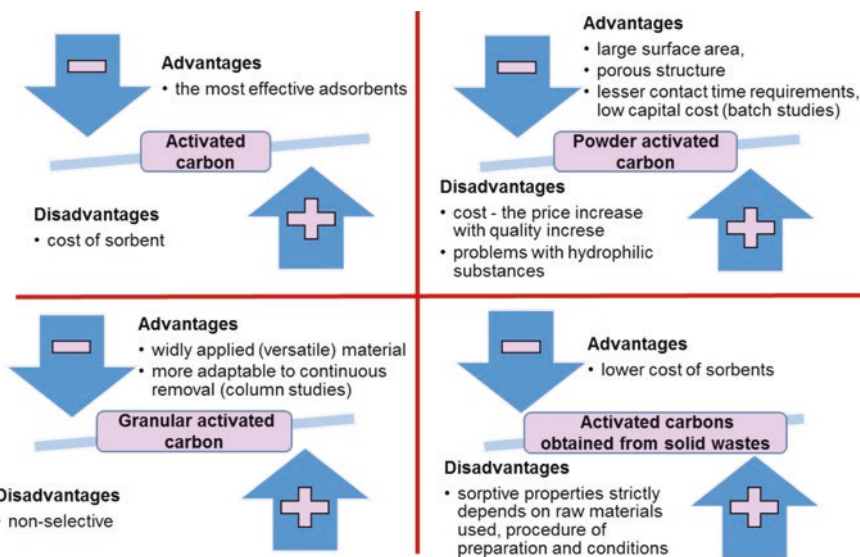 Advantages
• the most effective adsorbents
Activated
carbon
Disadvantages
• cost of sorbent
Advantages
• large surface area,
• porous structure
• lesser contact time requirements,
low capital cost (batch studies)
Powder activated
carbon
Disadvantages
• cost - the price increase
with quality increse
• problems with hydrophilic
substances
Advantages
• widly applied (versatile) material
• more adaptable to continuous
removal (column studies)
Granular activated
carbon
Disadvantages
• non-selective
Advantages
• lower cost of sorbents
Activated carbons
obtained from solid wastes
Disadvantages
• sorptive properties strictly
depends on raw materials
used, procedure of
preparation and conditions